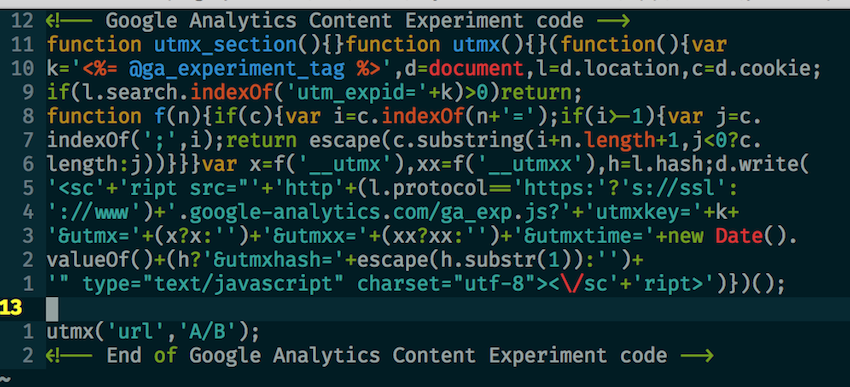 12 <!-- Google Analytics Content Experiment code -->
11 function utmx_section(){}function utmx(){}(function(){var
10 k='<%= @ga_experiment_tag %>',d=document,l=d.location,c=d.cookie;
9 if(l.search.indexOf('utm_expid='+k)>0)return;
8 function f(n){if(c){var i=c.indexOf(n+'=');if(i>-1){var j=c.
7 indexOf(';',i);return escape(c.substring(i+n.length+1,j<0?c.
6 length:j))}}}var x=f('__utmx'),xx=f('__utmxx'),h=l.hash;d.write(
5 '<sc'+'ript src="'+'http'+(l.protocol=='https:'?'s://ssl':
4 '://www')+'.google-analytics.com/ga_exp.js?'+'utmxkey='+k+
3 '&utmx='+(x?x:'')+'&utmxx='+(xx?xx:'')+'&utmxtime='+new Date().
2 valueOf()+(h?'&utmxhash='+escape(h.substr(1)):'')+
1 '" type="text/javascript" charset="utf-8"><\/sc'+'ript>')})();
13
1 utmx('url','A/B');
2 <!-- End of Google Analytics Content Experiment code -->
~